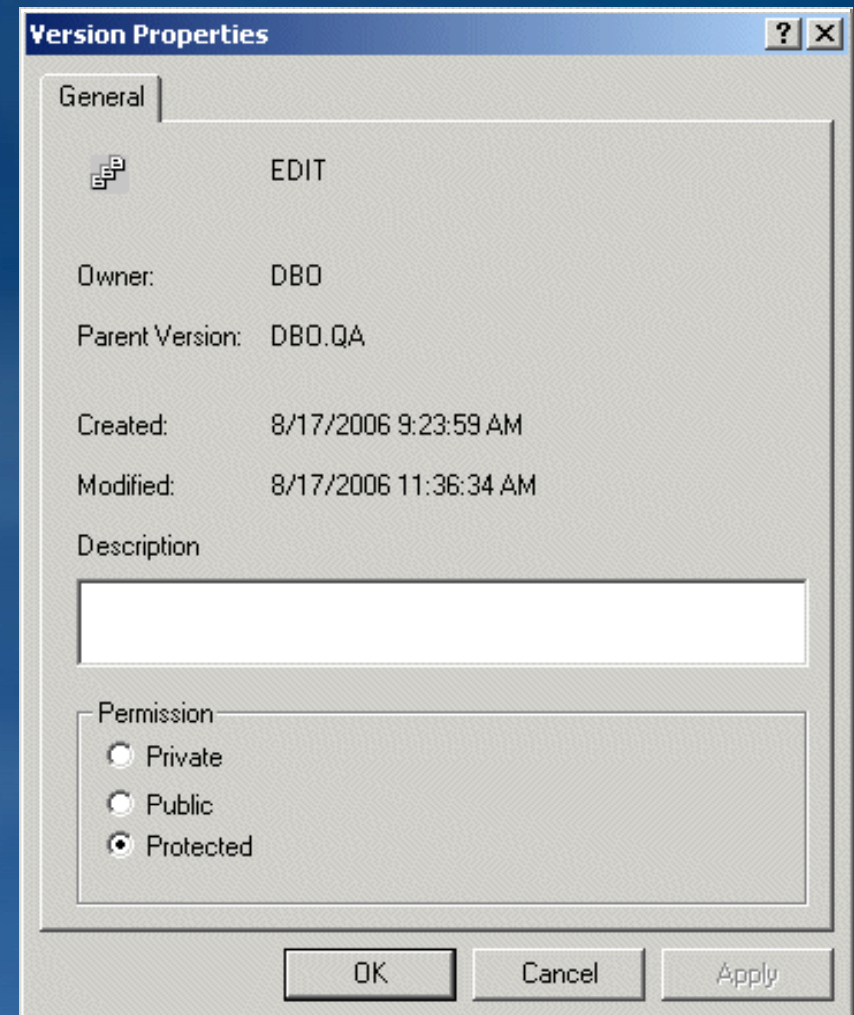 Version Properties
General
EDIT
Owner: DBO
Parent Version: DBO.QA
Created: 8/17/2006 9:23:59 AM
Modified: 8/17/2006 11:36:34 AM
Description
Permission
Private
Public
Protected
OK Cancel Apply